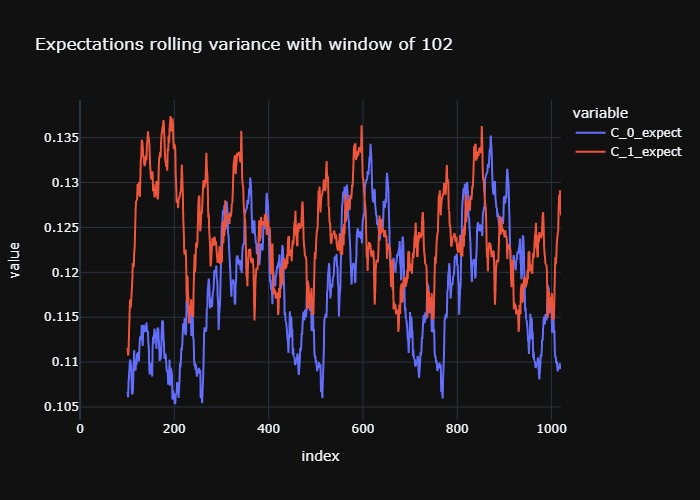 Expectations rolling variance with window of 102
variable
C_0_expect
C_1_expect
0.135
0.13
0.125
0.12
0.115
0.11
0.105
value
0 200 400 600 800 1000
index